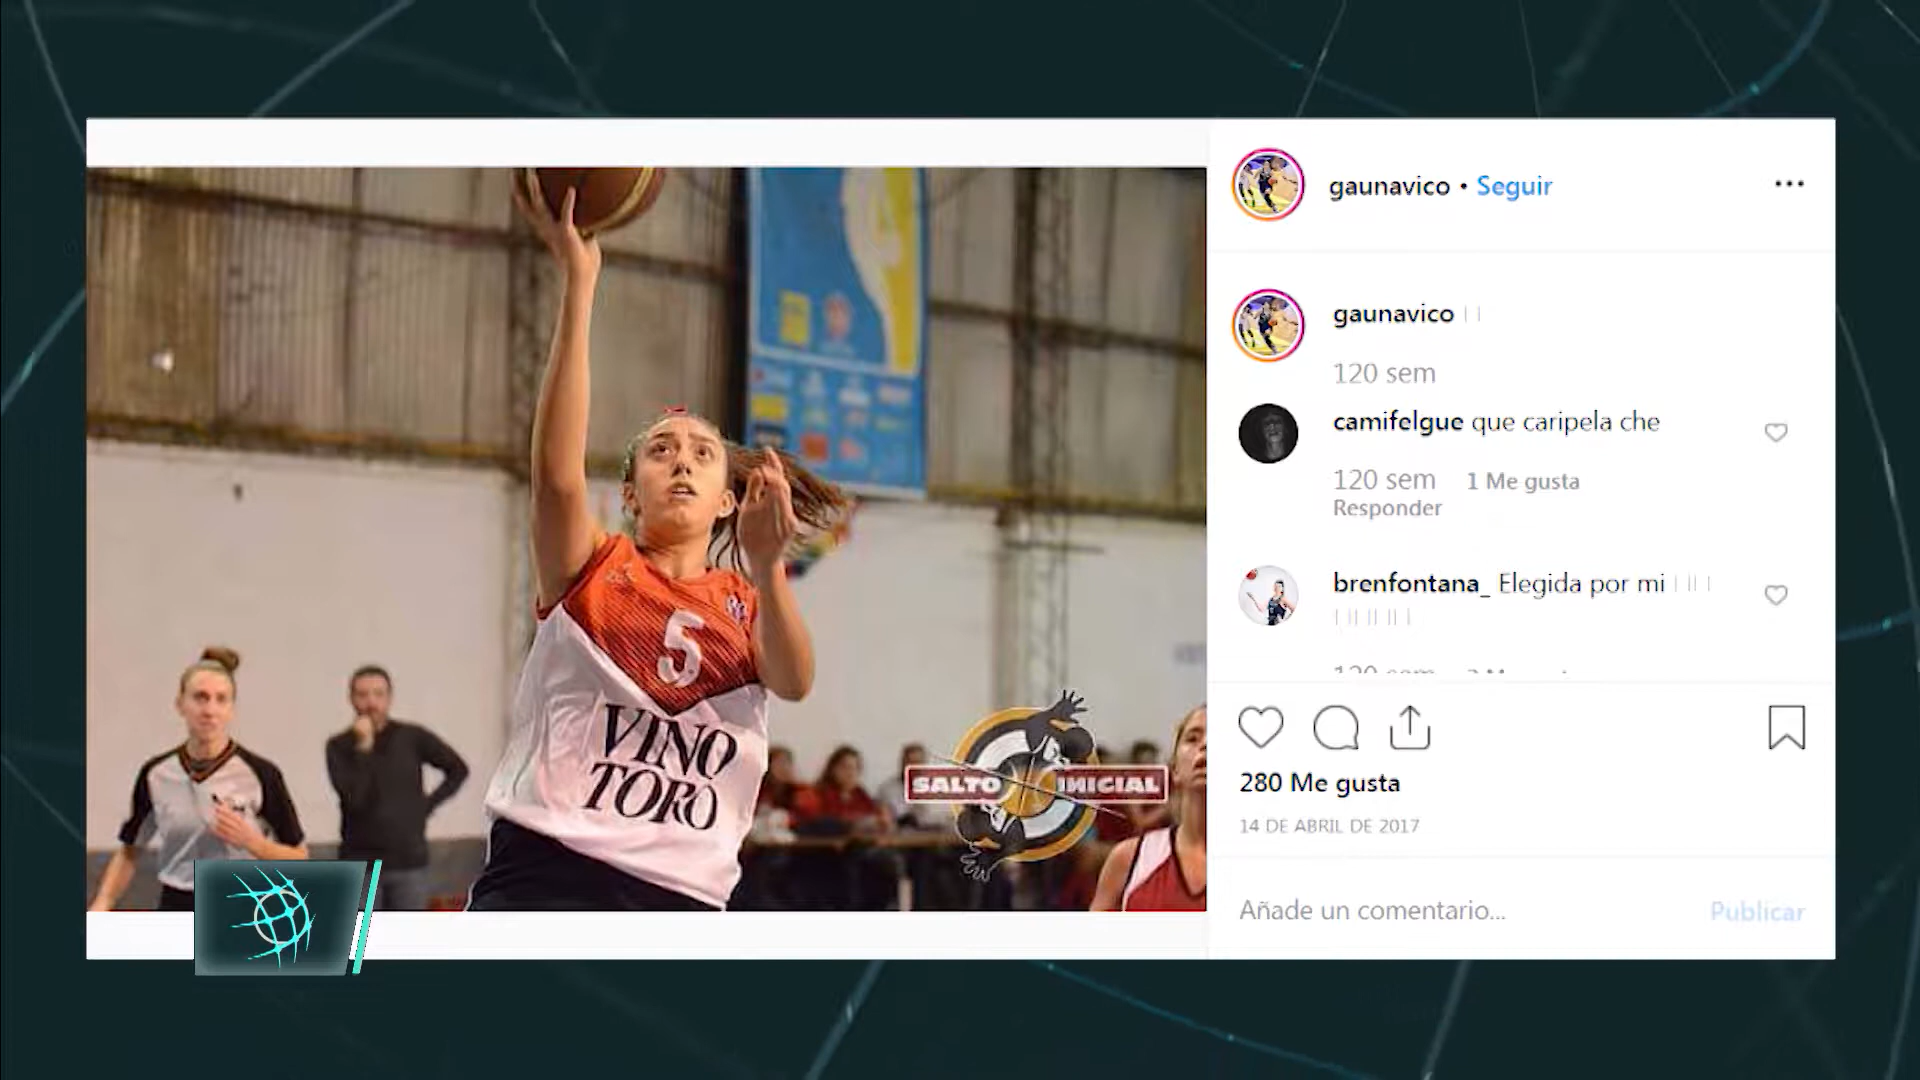 5
VINO
TORO
SALTO INICIAL
gaunavico • Seguir
gaunavico
120 sem
camifelgue que caripela che
120 sem 1 Me gusta
Responder
brenfontana_ Elegida por mi
280 Me gusta
14 DE ABRIL DE 2017
Añade un comentario...
Publicar